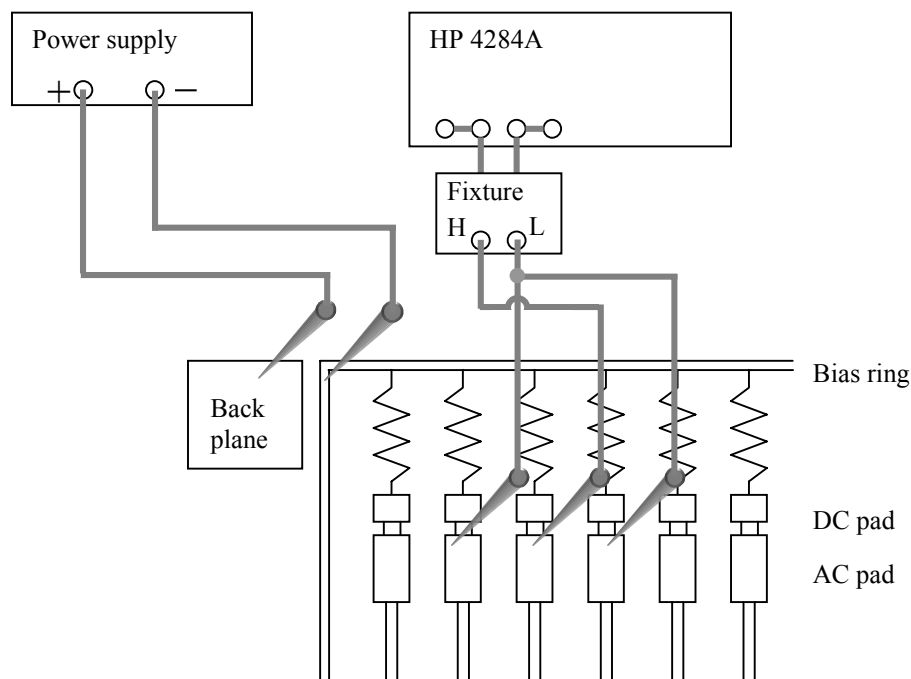 Power supply
+ −
HP 4284A
Fixture
H L
Bias ring
Back
plane
DC pad
AC pad